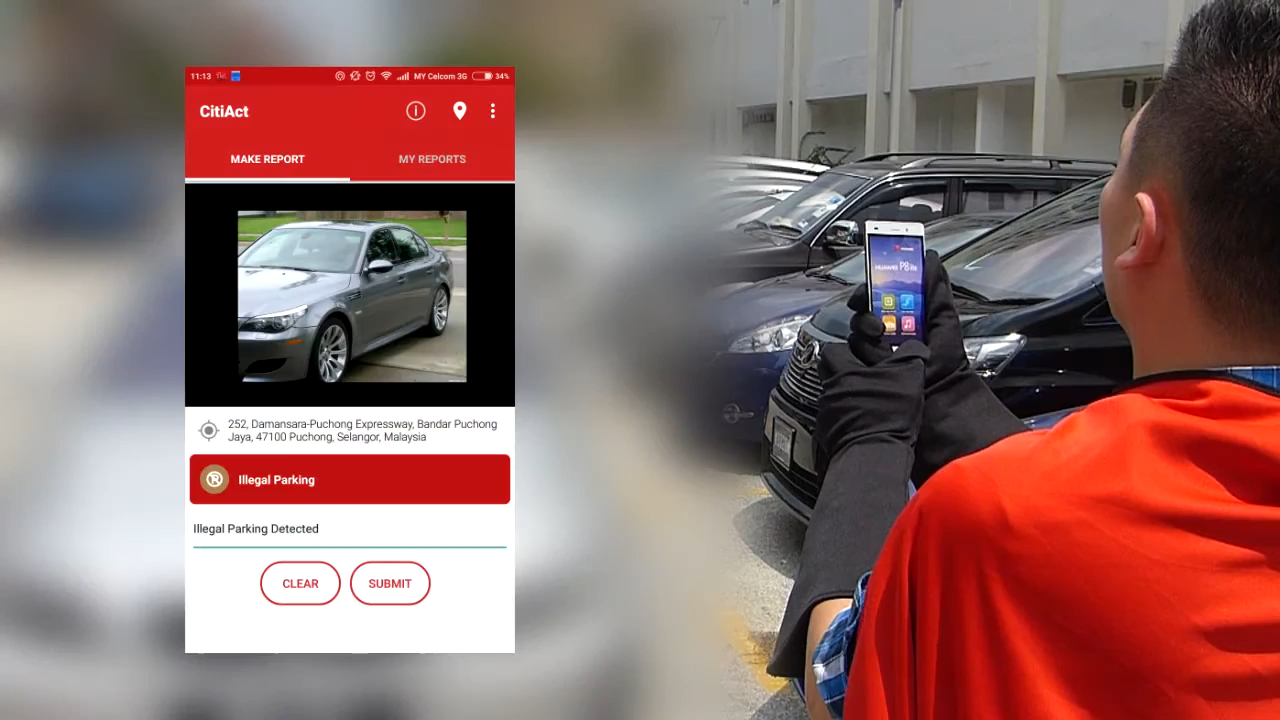 11:13
MY Celcom 3G
34%
CitiAct
MAKE REPORT
MY REPORTS
252, Damansara-Puchong Expressway, Bandar Puchong
Jaya, 47100 Puchong, Selangor, Malaysia
Illegal Parking
Illegal Parking Detected
CLEAR
SUBMIT
HUAWEI P8 lite